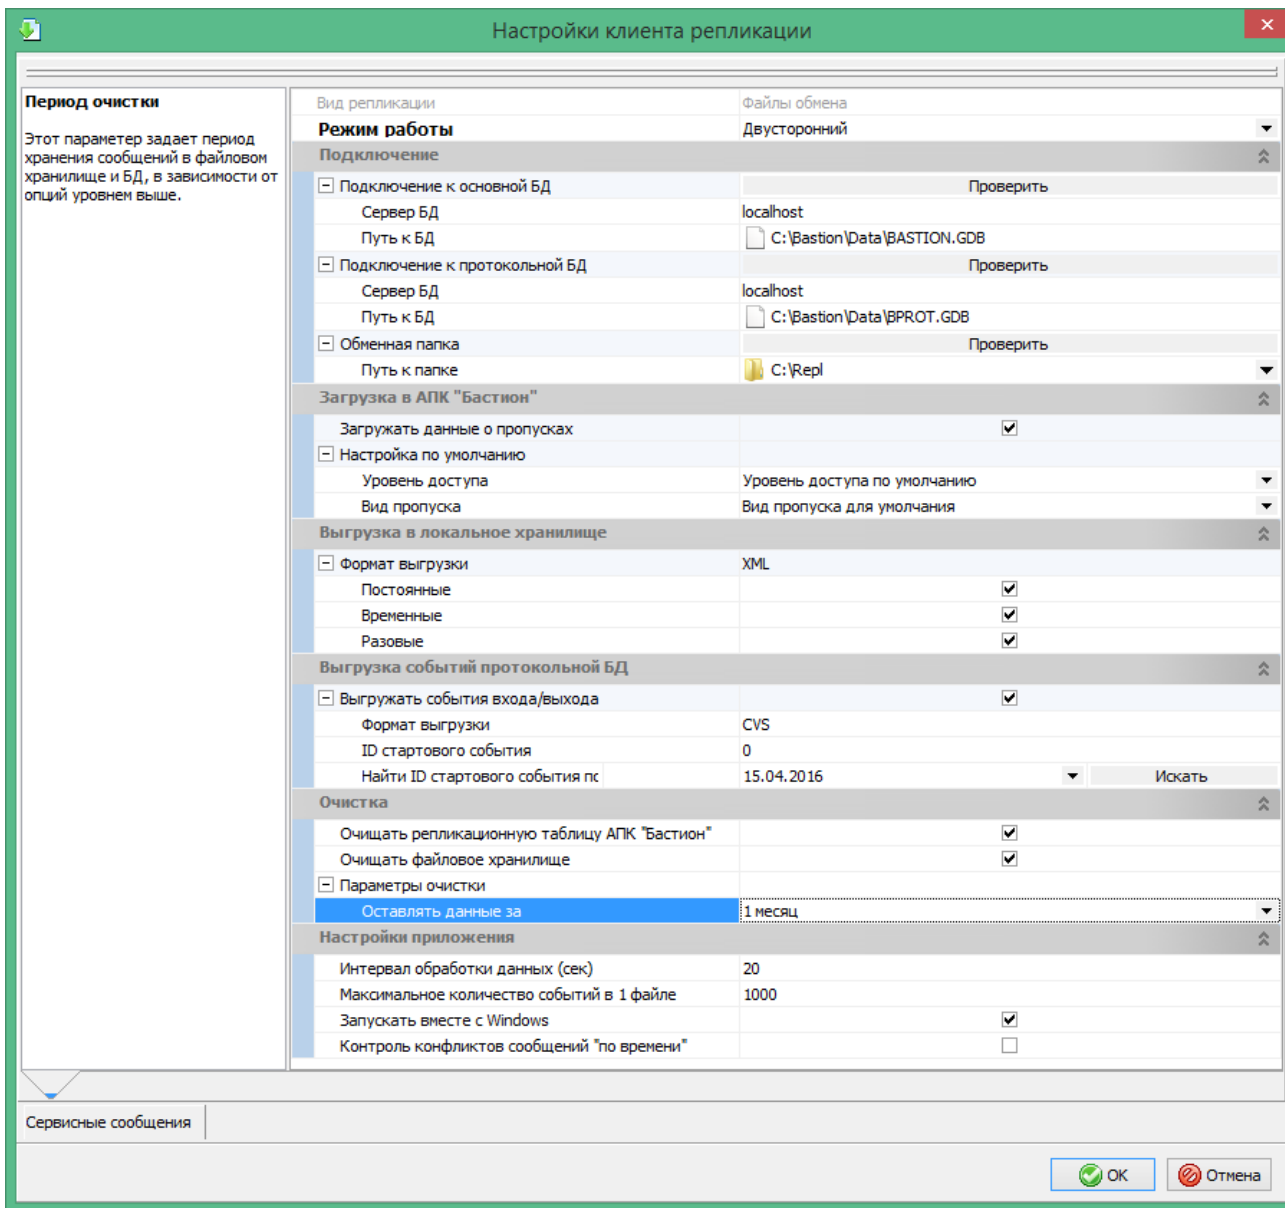 Настройки клиента репликации
Период очистки
Этот параметр задает период
хранения сообщений в файловом
хранилище и БД, в зависимости от
опций уровнем выше.
Вид репликации Файлы обмена
Режим работы Двусторонний
Подключение
Подключение к основной БД Проверить
Сервер БД localhost
Путь к БД C:\Bastion\Data\BASTION.GDB
Подключение к протокольной БД Проверить
Сервер БД localhost
Путь к БД C:\Bastion\Data\BPROT.GDB
Обменная папка Проверить
Путь к папке C:\Repl
Загрузка в АПК "Бастион"
Загружать данные о пропусках
Настройка по умолчанию
Уровень доступа Уровень доступа по умолчанию
Вид пропуска Вид пропуска для умолчания
Выгрузка в локальное хранилище
Формат выгрузки XML
Постоянные
Временные
Разовые
Выгрузка событий протокольной БД
Выгружать события входа/выхода
Формат выгрузки CVS
ID стартового события 0
Найти ID стартового события пс 15.04.2016 Искать
Очистка
Очищать репликационную таблицу АПК "Бастион"
Очищать файловое хранилище
Параметры очистки
Оставлять данные за 1 месяц
Настройки приложения
Интервал обработки данных (сек) 20
Максимальное количество событий в 1 файле 1000
Запускать вместе с Windows
Контроль конфликтов сообщений "по времени"
Сервисные сообщения
ОК Отмена